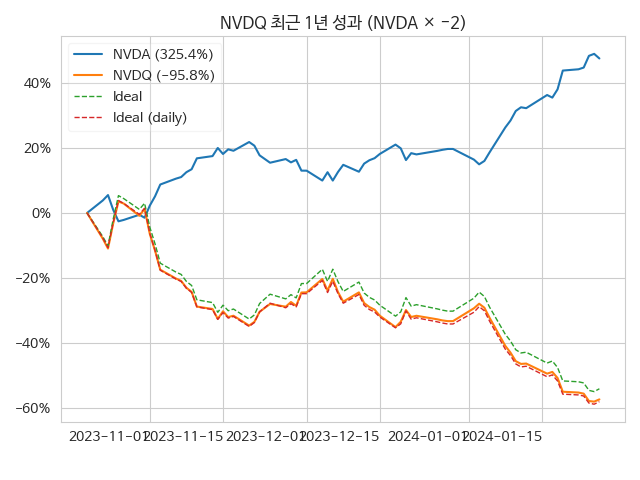 NVDQ 최근 1년 성과 (NVDA × −2)
NVDA (325.4%)
NVDQ (−95.8%)
Ideal
Ideal (daily)
40%
20%
0%
−20%
−40%
−60%
2023−11−01 2023−11−15 2023−12−01 2023−12−15 2024−01−01 2024−01−15